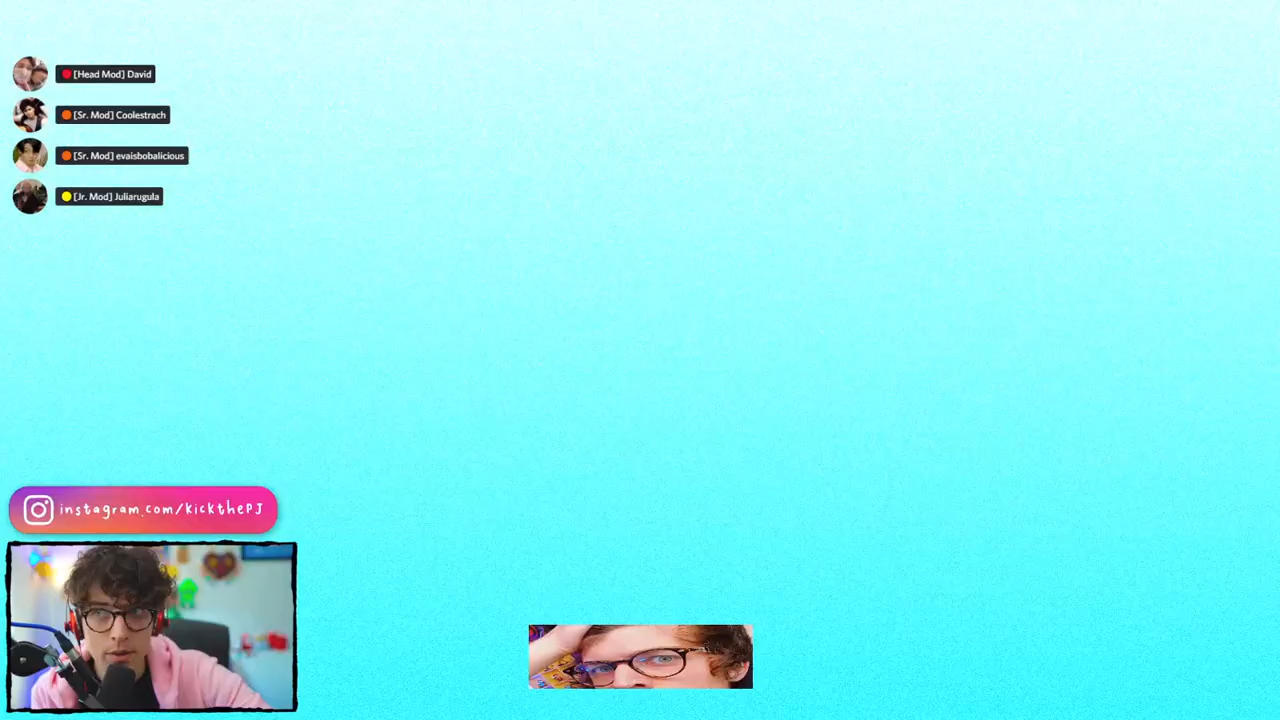 [Head Mod] David
[Sr. Mod] Coolestrach
[Sr. Mod] evaisbobalicious
[Jr. Mod] Juliarugula
instagram.com/kickthePJ